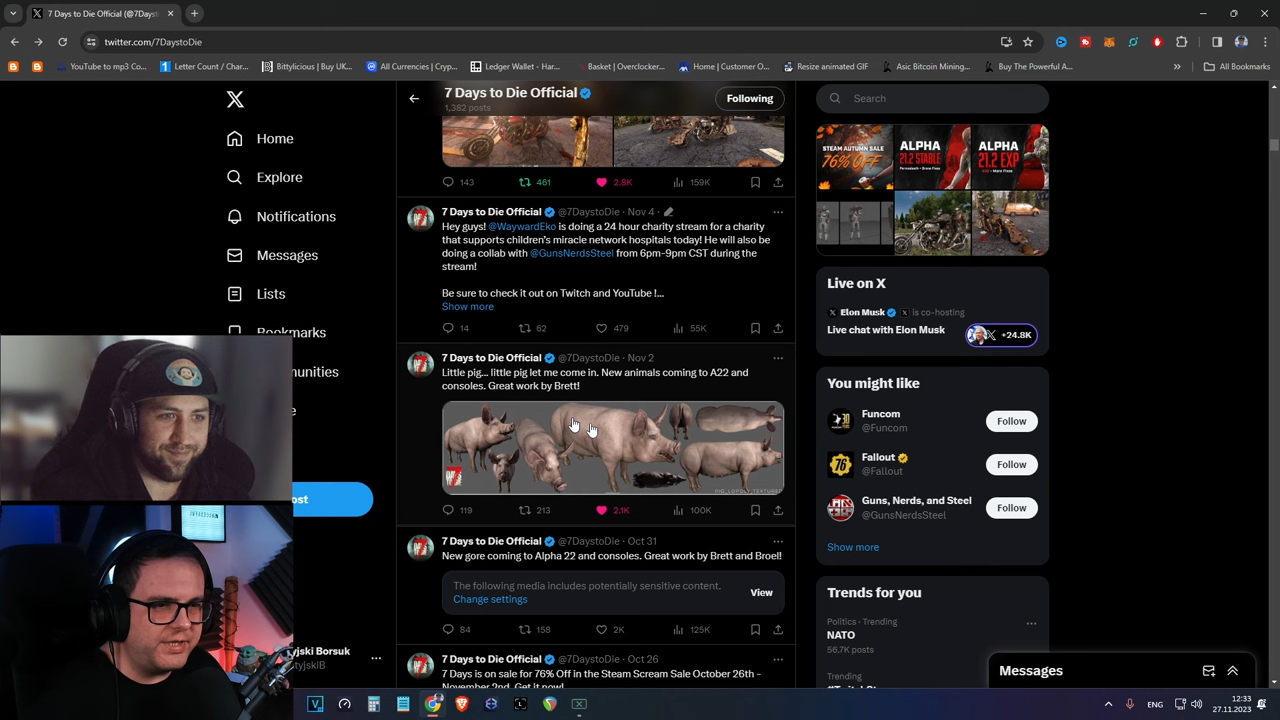 7 Days to Die Official (@7Dayst
twitter.com/7DaystoDie
YouTube to mp3 Co...
Letter Count / Char...
Bittylicious | Buy UK...
All Currencies | Cryp...
Ledger Wallet - Har...
Basket | Overclocker...
Home | Customer O...
Resize animated GIF
Asic Bitcoin Mining...
Buy The Powerful A...
»
All Bookmarks
Home
Explore
Notifications
Messages
Lists
Bookmarks
ost
yjski Borsuk
tyjskiB
7 Days to Die Official
1,382 posts
Following
143 461 2.8K 159K
7 Days to Die Official @7DaystoDie · Nov 4 ·
Hey guys! @WaywardEko is doing a 24 hour charity stream for a charity
that supports children's miracle network hospitals today! He will also be
doing a collab with @GunsNerdsSteel from 6pm-9pm CST during the
stream!
Be sure to check it out on Twitch and YouTube !...
Show more
14 62 479 55K
7 Days to Die Official @7DaystoDie · Nov 2
Little pig... little pig let me come in. New animals coming to A22 and
consoles. Great work by Brett!
PIG_LOPOLY_TEXTURED
119 213 2.1K 100K
7 Days to Die Official @7DaystoDie · Oct 31
New gore coming to Alpha 22 and consoles. Great work by Brett and Broel!
The following media includes potentially sensitive content.
Change settings
View
84 158 2K 125K
7 Days to Die Official @7DaystoDie · Oct 26
7 Days is on sale for 76% Off in the Steam Scream Sale October 26th -
November 2nd. Get it now!
Search
STEAM AUTUMN SALE
76% OFF
ALPHA
21.2 STABLE
ALPHA
21.2 EXP
Live on X
Elon Musk X is co-hosting
Live chat with Elon Musk
+24.8K
You might like
Funcom
@Funcom
Follow
Fallout
@Fallout
Follow
Guns, Nerds, and Steel
@GunsNerdsSteel
Follow
Show more
Trends for you
Politics · Trending
NATO
56.7K posts
Trending
Messages
ENG
12:33
27.11.2023